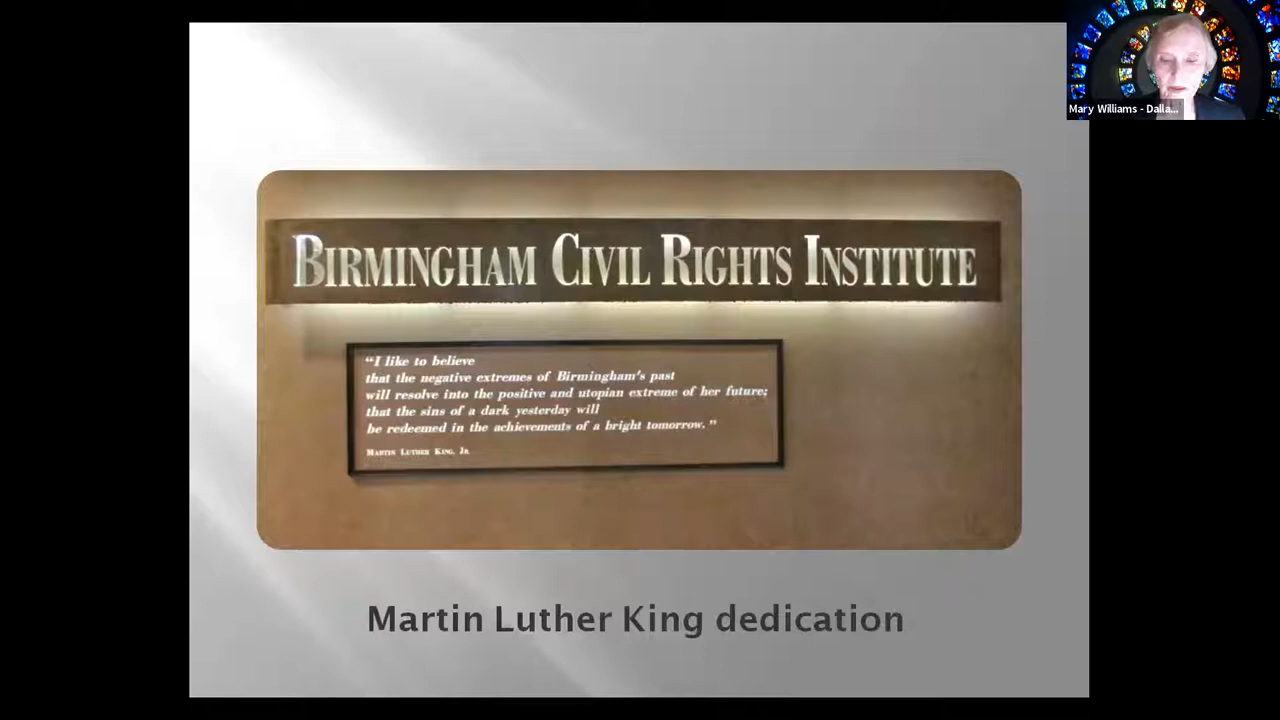 Mary Williams - Dalla...
BIRMINGHAM CIVIL RIGHTS INSTITUTE
“I like to believe
that the negative extremes of Birmingham's past
will resolve into the positive and utopian extreme of her future;
that the sins of a dark yesterday will
be redeemed in the achievements of a bright tomorrow.”
MARTIN LUTHER KING, JR.
Martin Luther King dedication